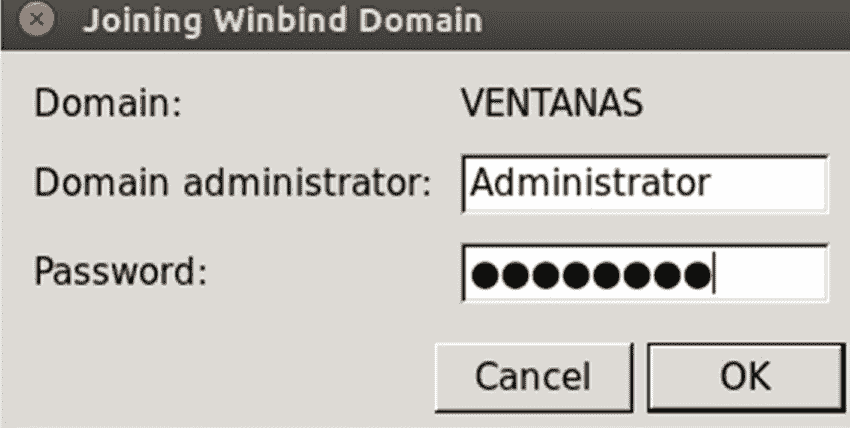 Joining Winbind Domain
Domain: VENTANAS
Domain administrator: Administrator
Password: ●●●●●●●●
Cancel OK